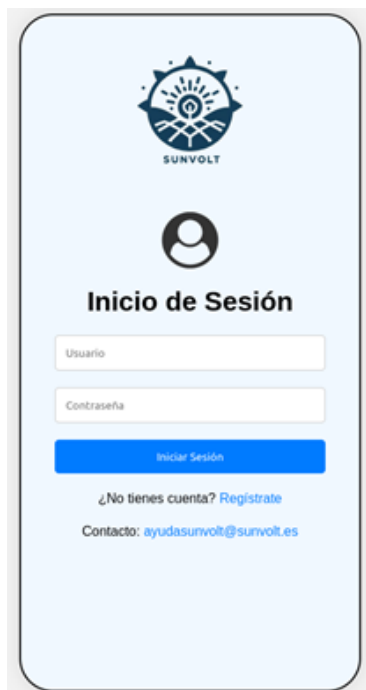 SUNVOLT
Inicio de Sesión
Usuario
Contraseña
Iniciar Sesión
¿No tienes cuenta? Regístrate
Contacto: ayudasunvolt@sunvolt.es